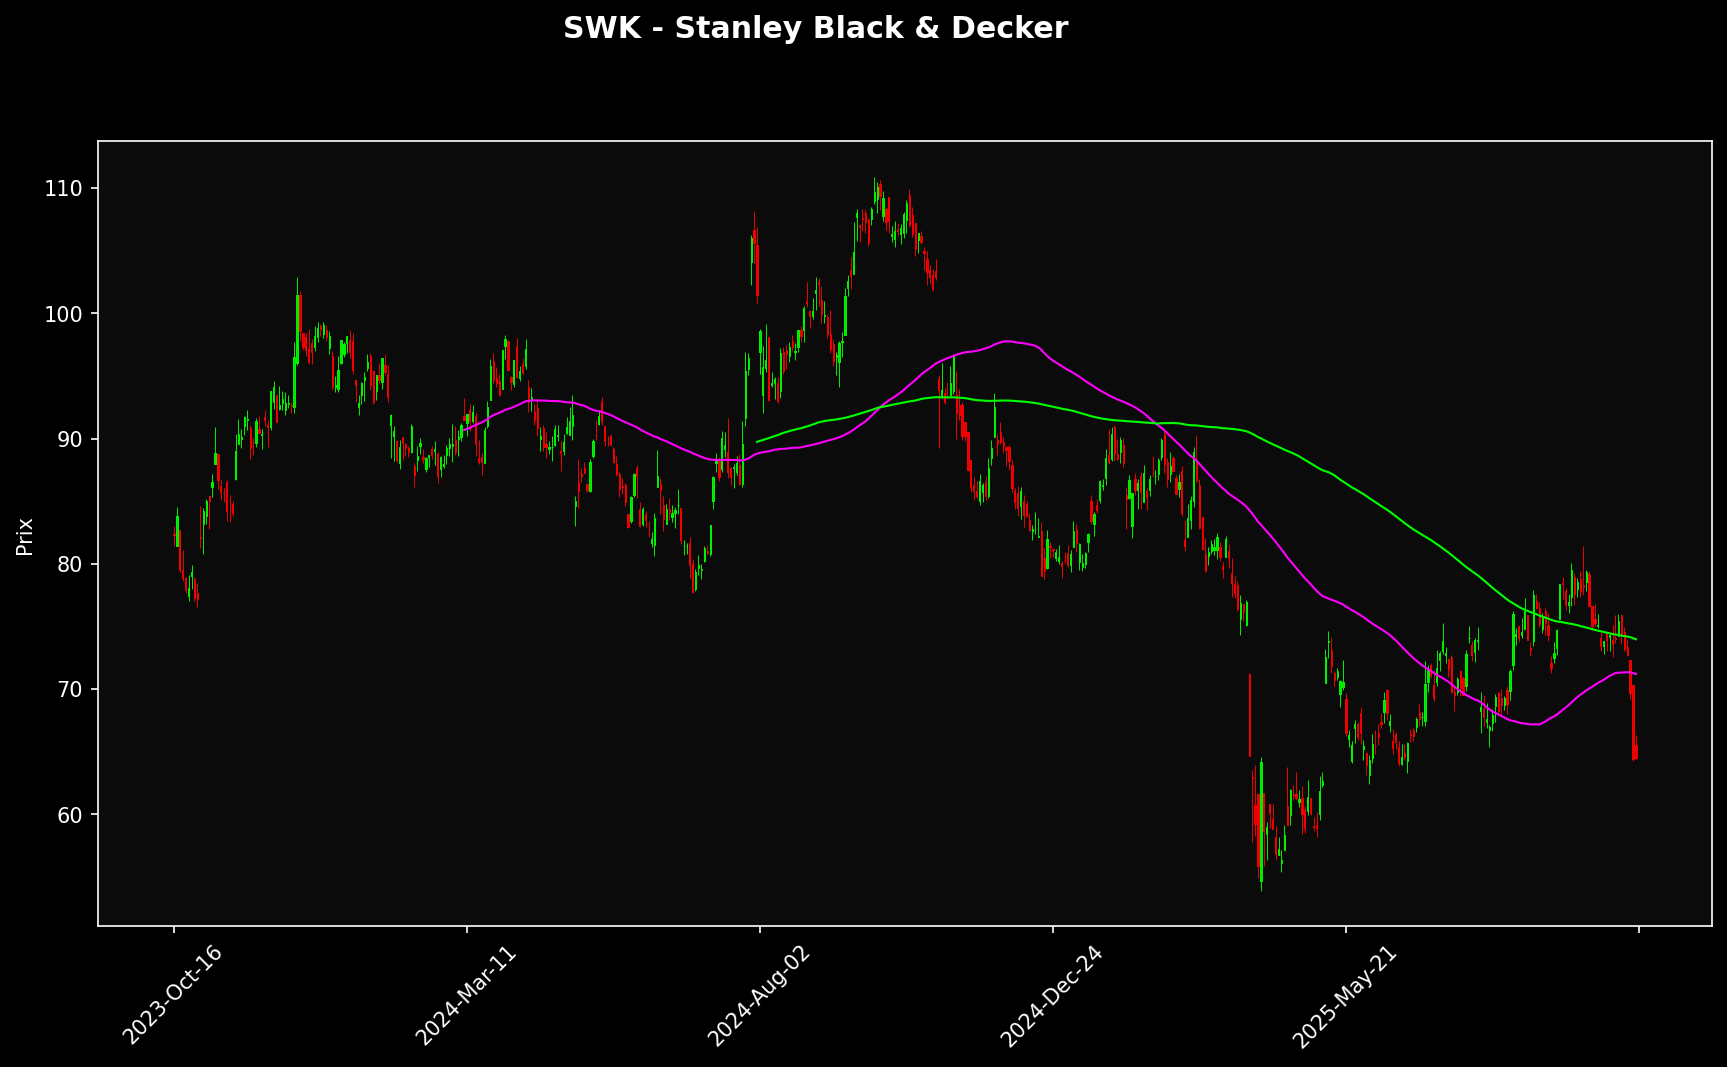 SWK - Stanley Black & Decker
Prix
110
100
90
80
70
60
2023-Oct-16
2024-Mar-11
2024-Aug-02
2024-Dec-24
2025-May-21